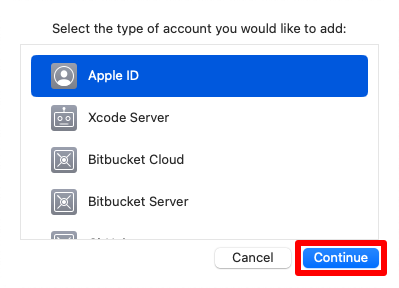 Select the type of account you would like to add:
Apple ID
Xcode Server
Bitbucket Cloud
Bitbucket Server
Cancel
Continue